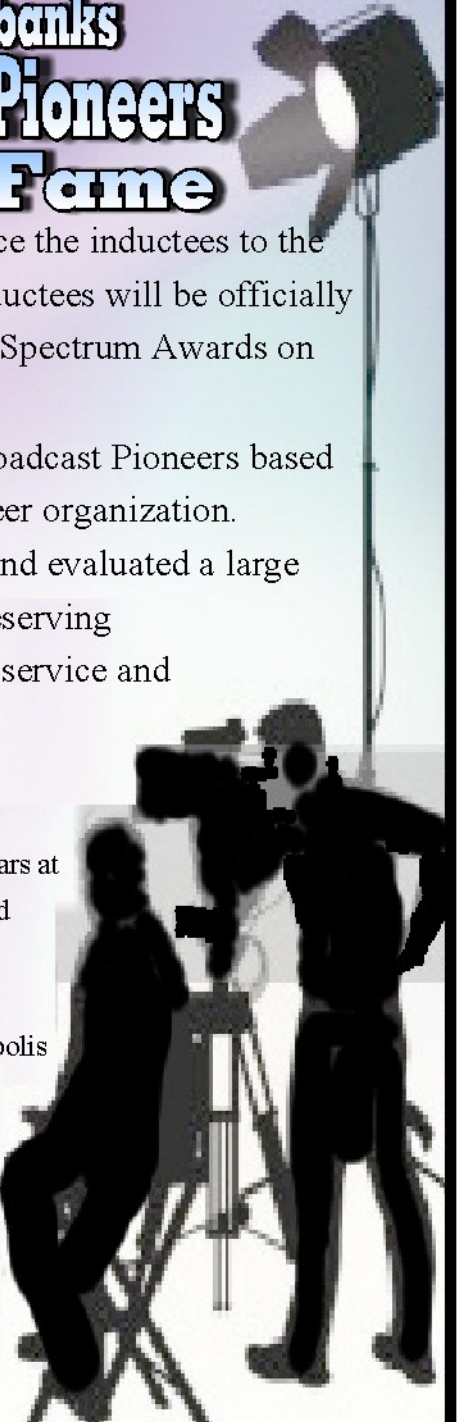 banks
Pioneers
Fame
ce the inductees to the
uctees will be officially
Spectrum Awards on
oadcast Pioneers based
eer organization.
nd evaluated a large
eserving
service and
ars at
d
polis